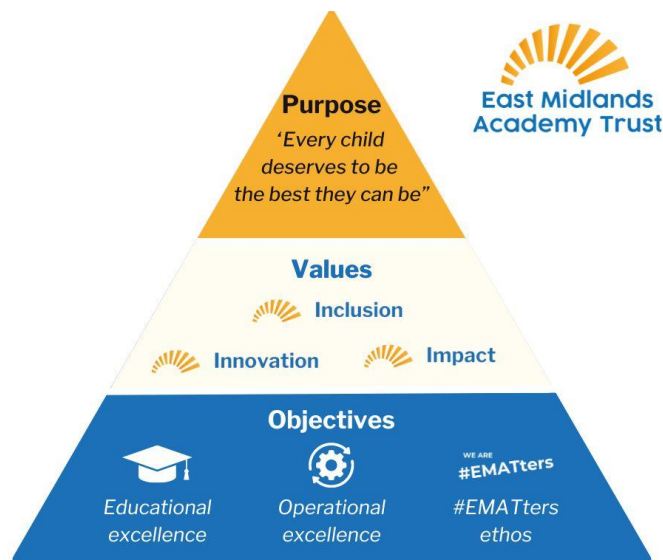 East Midlands
Academy Trust
Purpose
‘Every child
deserves to be
the best they can be”
Values
Inclusion
Innovation
Impact
Objectives
WE ARE
#EMATters
Educational
excellence
Operational
excellence
#EMATters
ethos